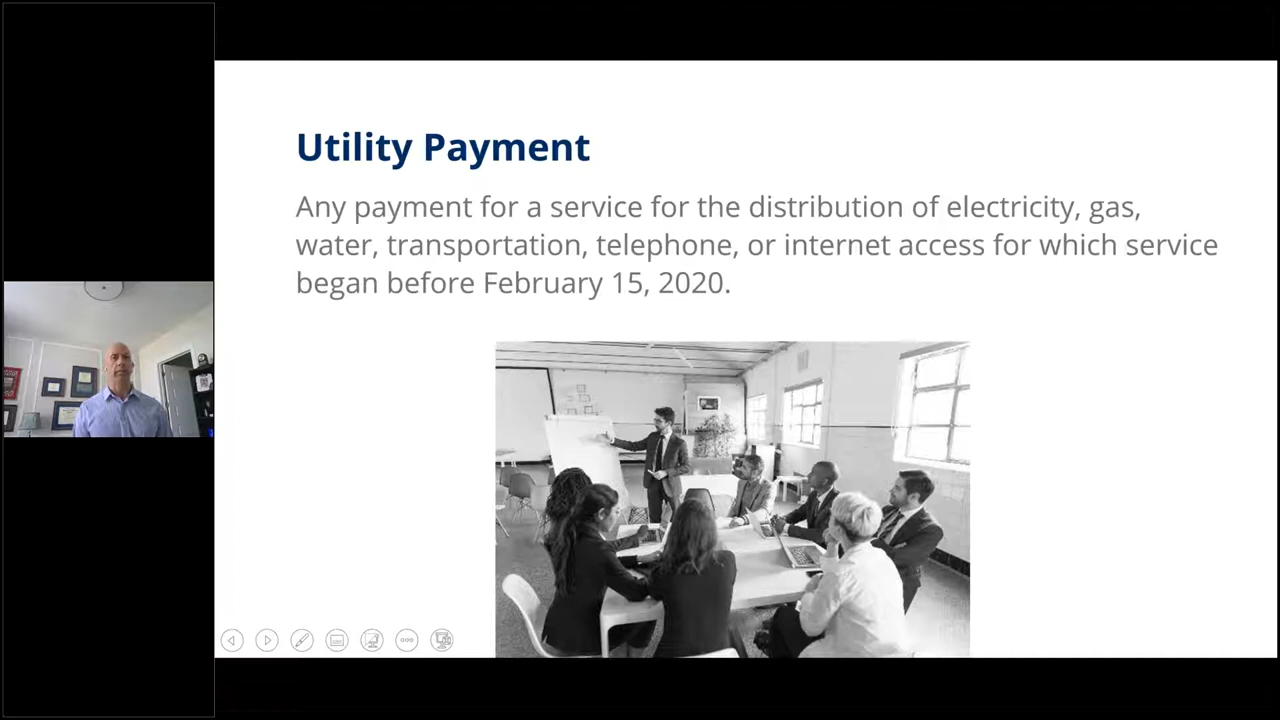 Utility Payment
Any payment for a service for the distribution of electricity, gas,
water, transportation, telephone, or internet access for which service
began before February 15, 2020.